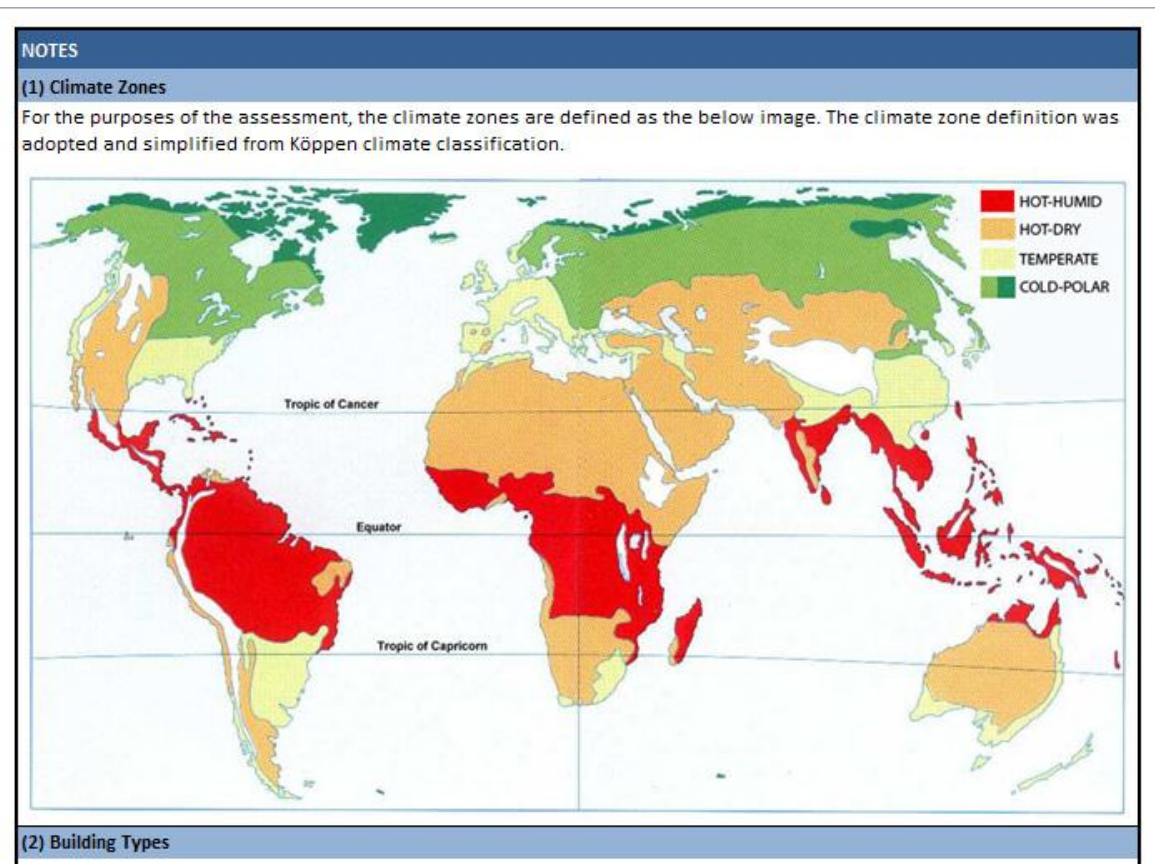 NOTES
(1) Climate Zones
For the purposes of the assessment, the climate zones are defined as the below image. The climate zone definition was
adopted and simplified from Köppen climate classification.
HOT-HUMID
HOT-DRY
TEMPERATE
COLD-POLAR
Tropic of Cancer
Equator
Tropic of Capricorn
(2) Building Types